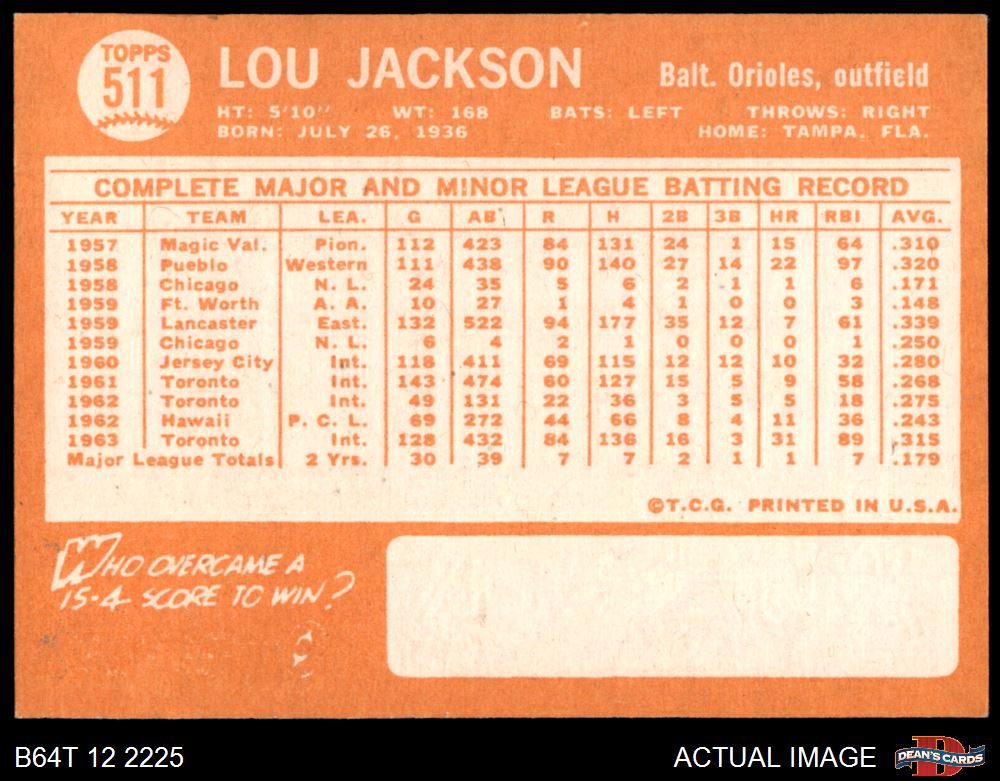 TOPPS
511
LOU JACKSON
Balt. Orioles, outfield
HT: 5'10" WT: 168 BATS: LEFT THROWS: RIGHT
BORN: JULY 26, 1936 HOME: TAMPA, FLA.
COMPLETE MAJOR AND MINOR LEAGUE BATTING RECORD
YEAR TEAM LEA. G AB R H 2B 3B HR RBI AVG.
1957 Magic Val. Pion. 112 423 84 131 24 1 15 64 .310
1958 Pueblo Western 111 438 90 140 27 14 22 97 .320
1958 Chicago N. L. 24 35 5 6 2 1 1 6 .171
1959 Ft. Worth A. A. 10 27 1 4 1 0 0 3 .148
1959 Lancaster East. 132 522 94 177 35 12 7 61 .339
1959 Chicago N. L. 6 4 2 1 0 0 0 1 .250
1960 Jersey City Int. 118 411 69 115 12 12 10 32 .280
1961 Toronto Int. 143 474 60 127 15 5 9 58 .268
1962 Toronto Int. 49 131 22 36 3 5 5 18 .275
1962 Hawaii P. C. L. 69 272 44 66 8 4 11 36 .243
1963 Toronto Int. 128 432 84 136 16 3 31 89 .315
Major League Totals 2 Yrs. 30 39 7 7 2 1 1 7 .179
©T.C.G. PRINTED IN U.S.A.
WHO OVERCAME A
15-4 SCORE TO WIN?
B64T 12 2225
ACTUAL IMAGE
DEAN'S CARDS